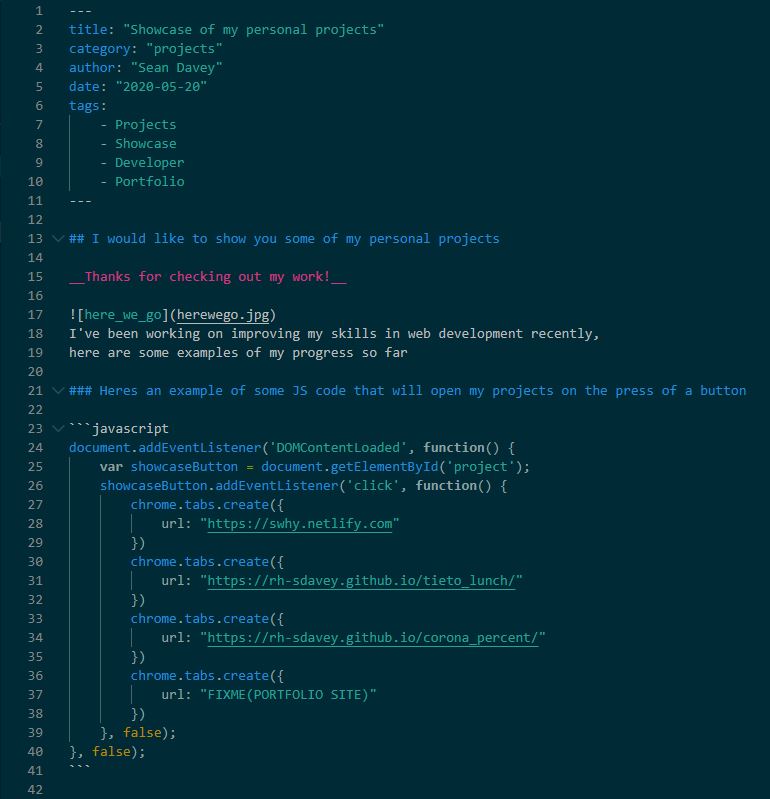 1 ---
2 title: "Showcase of my personal projects"
3 category: "projects"
4 author: "Sean Davey"
5 date: "2020-05-20"
6 tags:
7     - Projects
8     - Showcase
9     - Developer
10     - Portfolio
11 ---
12
13 ## I would like to show you some of my personal projects
14
15 __Thanks for checking out my work!__
16
17 ![here_we_go](herewego.jpg)
18 I've been working on improving my skills in web development recently,
19 here are some examples of my progress so far
20
21 ### Heres an example of some JS code that will open my projects on the press of a button
22
23 ```javascript
24 document.addEventListener('DOMContentLoaded', function() {
25     var showcaseButton = document.getElementById('project');
26     showcaseButton.addEventListener('click', function() {
27         chrome.tabs.create({
28             url: "https://swhy.netlify.com"
29         })
30         chrome.tabs.create({
31             url: "https://rh-sdavey.github.io/tieto_lunch/"
32         })
33         chrome.tabs.create({
34             url: "https://rh-sdavey.github.io/corona_percent/"
35         })
36         chrome.tabs.create({
37             url: "FIXME(PORTFOLIO SITE)"
38         })
39     }, false);
40 }, false);
41 ```
42